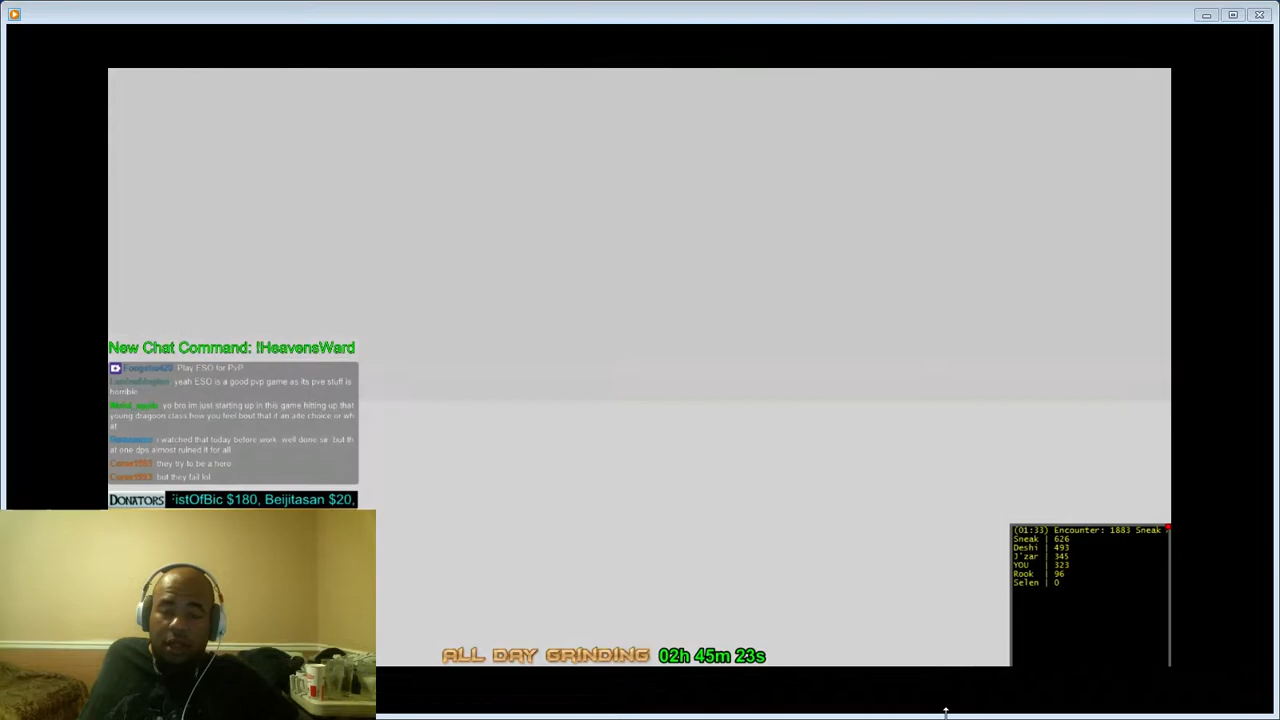 New Chat Command: !HeavensWard
Play ESO for PvP
yeah ESO is a good pvp game as its pve stuff is
horrible
yo bro im just starting up in this game hitting up that
young dragoon class.how you feel bout that it an ade choice or wh
at
i watched that today before work well done sir but th
at one dps almost ruined it for all
Coner1993 they try to be a hero
Coner1993 but they fail lol
DONATORS istOfBic $180, Beijitasan $20,
(01:33) Encounter: 1883 Sneak
Sneak | 626
Deshi | 493
J'zar | 345
YOU | 323
Rook | 96
Selen | 0
ALL DAY GRINDING 02h 45m 23s